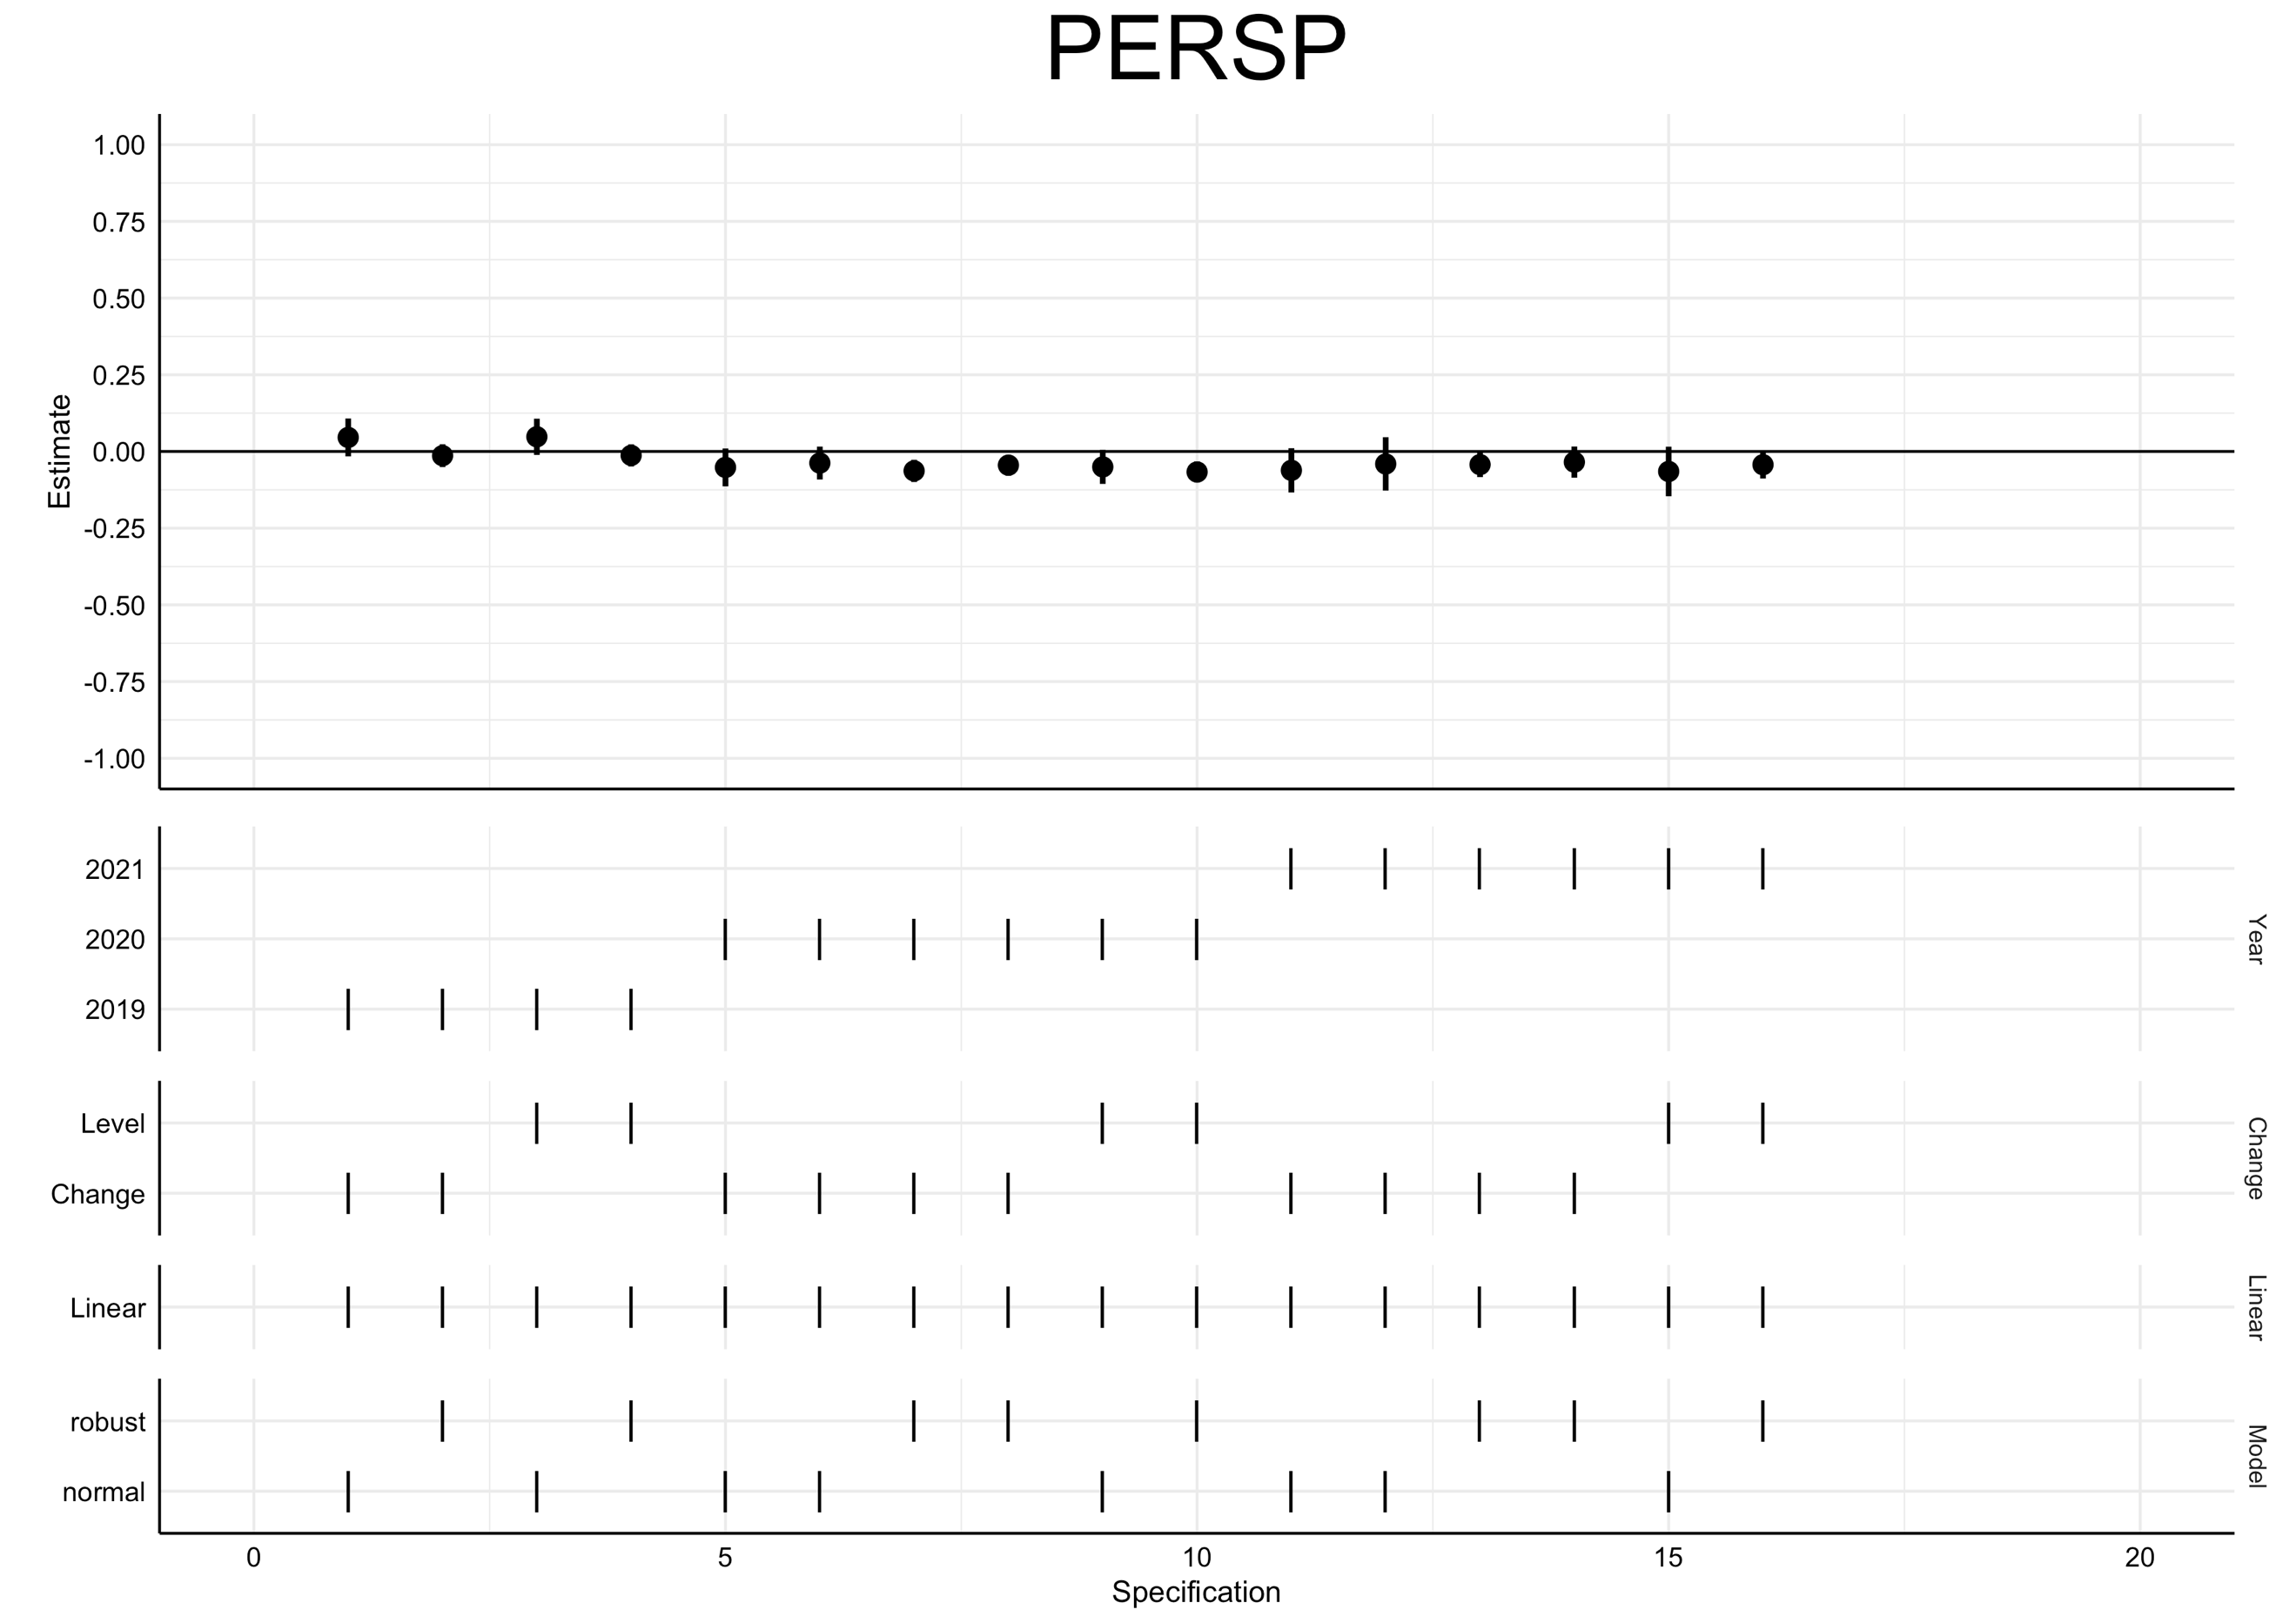 PERSP
1.00
0.75
0.50
0.25
0.00
-0.25
-0.50
-0.75
-1.00
Estimate
2021
2020
2019
Year
Level
Change
Change
Linear
Linear
robust
normal
Model
0 5 10 15 20
Specification